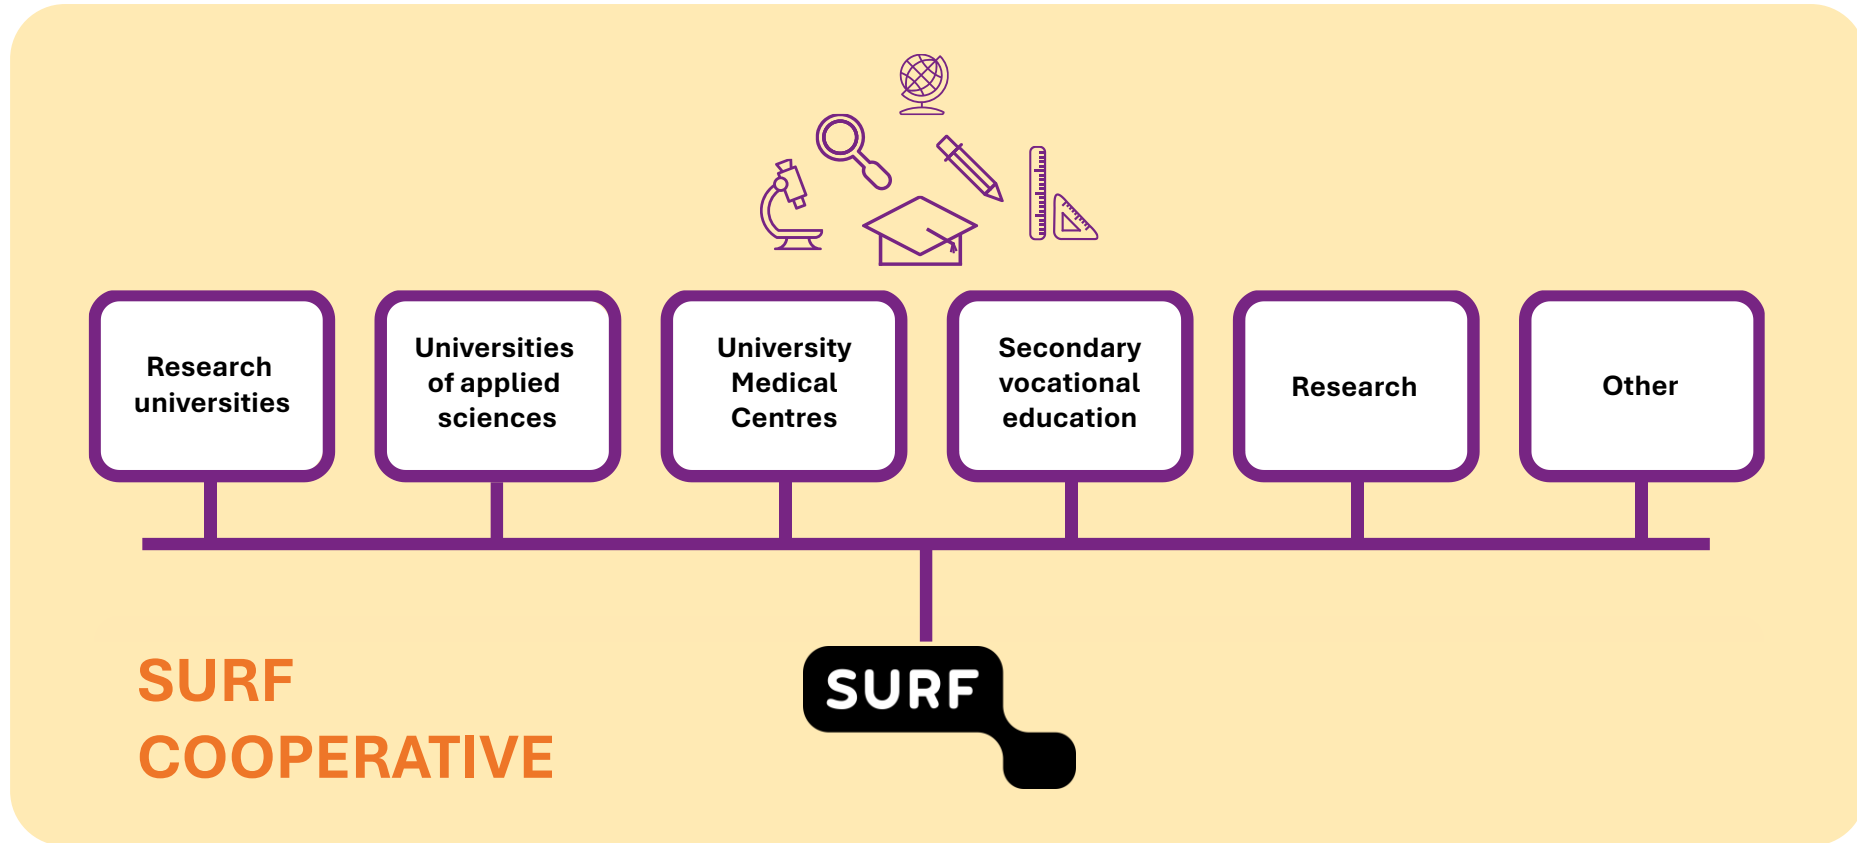 Research
universities
Universities
of applied
sciences
University
Medical
Centres
Secondary
vocational
education
Research
Other
SURF
COOPERATIVE
SURF